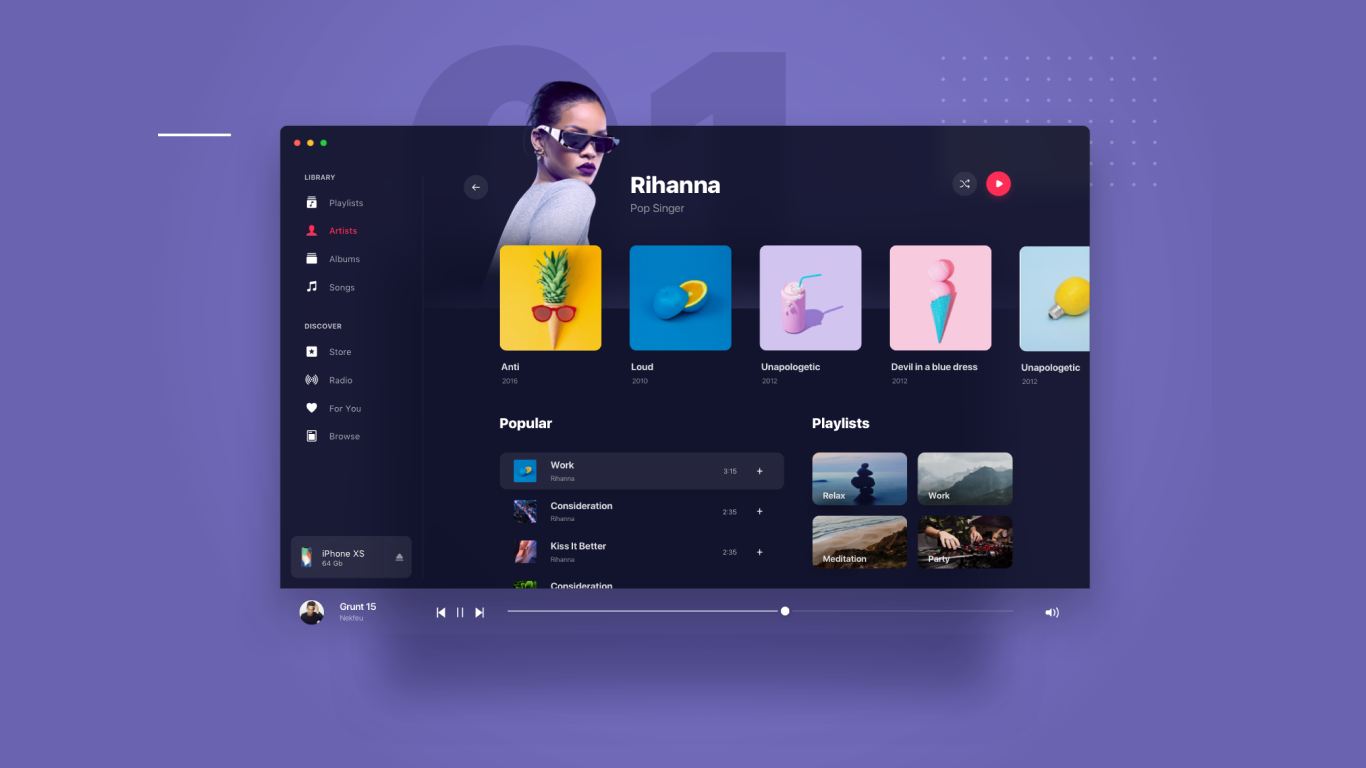 01
LIBRARY
Playlists
Artists
Albums
Songs
DISCOVER
Store
Radio
For You
Browse
iPhone XS
64 Gb
Rihanna
Pop Singer
Anti
2016
Loud
2010
Unapologetic
2012
Devil in a blue dress
2012
Unapologetic
2012
Popular
Work
Rihanna
3:15
+
Consideration
Rihanna
2:35
+
Kiss It Better
Rihanna
2:35
+
Consideration
Playlists
Relax
Work
Meditation
Party
Grunt 15
Nekfeu